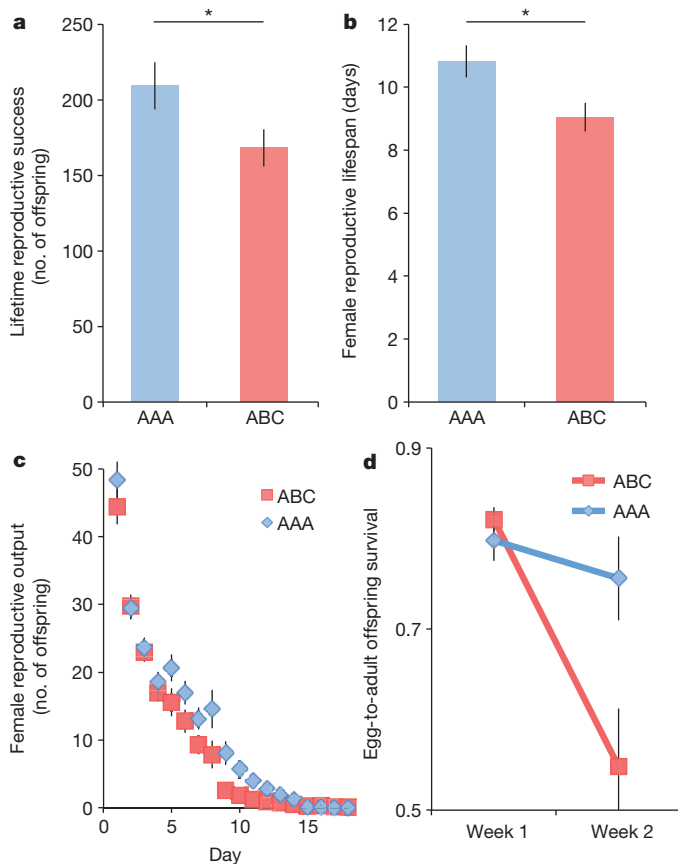 a
Lifetime reproductive success
(no. of offspring)
250
200
150
100
50
0
*
AAA
ABC
b
Female reproductive lifespan (days)
12
10
8
6
4
2
0
*
AAA
ABC
c
Female reproductive output
(no. of offspring)
50
40
30
20
10
0
ABC
AAA
0
5
10
15
Day
d
Egg-to-adult offspring survival
0.9
0.7
0.5
ABC
AAA
Week 1
Week 2